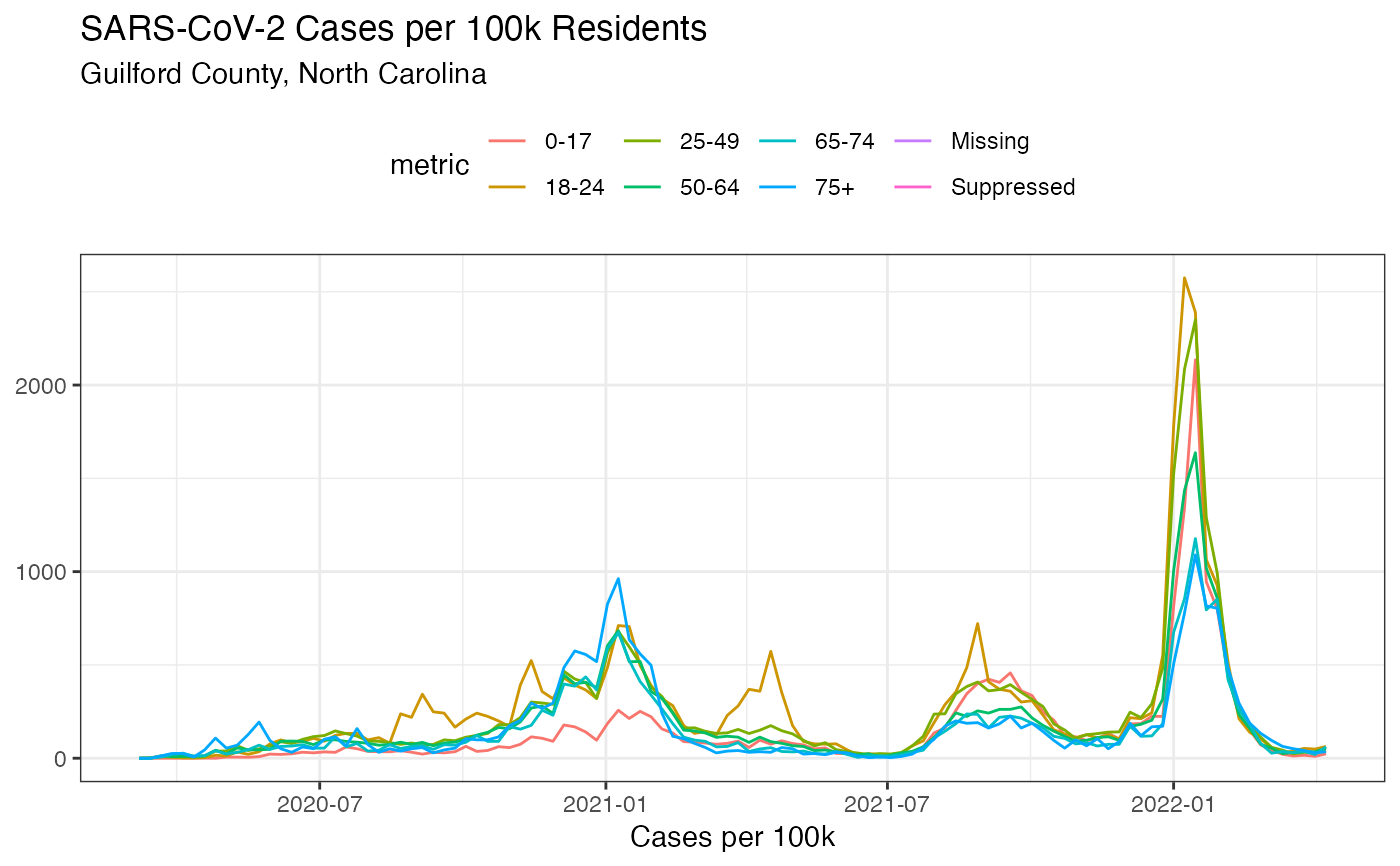 SARS-CoV-2 Cases per 100k Residents
Guilford County, North Carolina
metric
0-17 25-49 65-74 Missing
18-24 50-64 75+ Suppressed
2000
1000
0
2020-07 2021-01 2021-07 2022-01
Cases per 100k